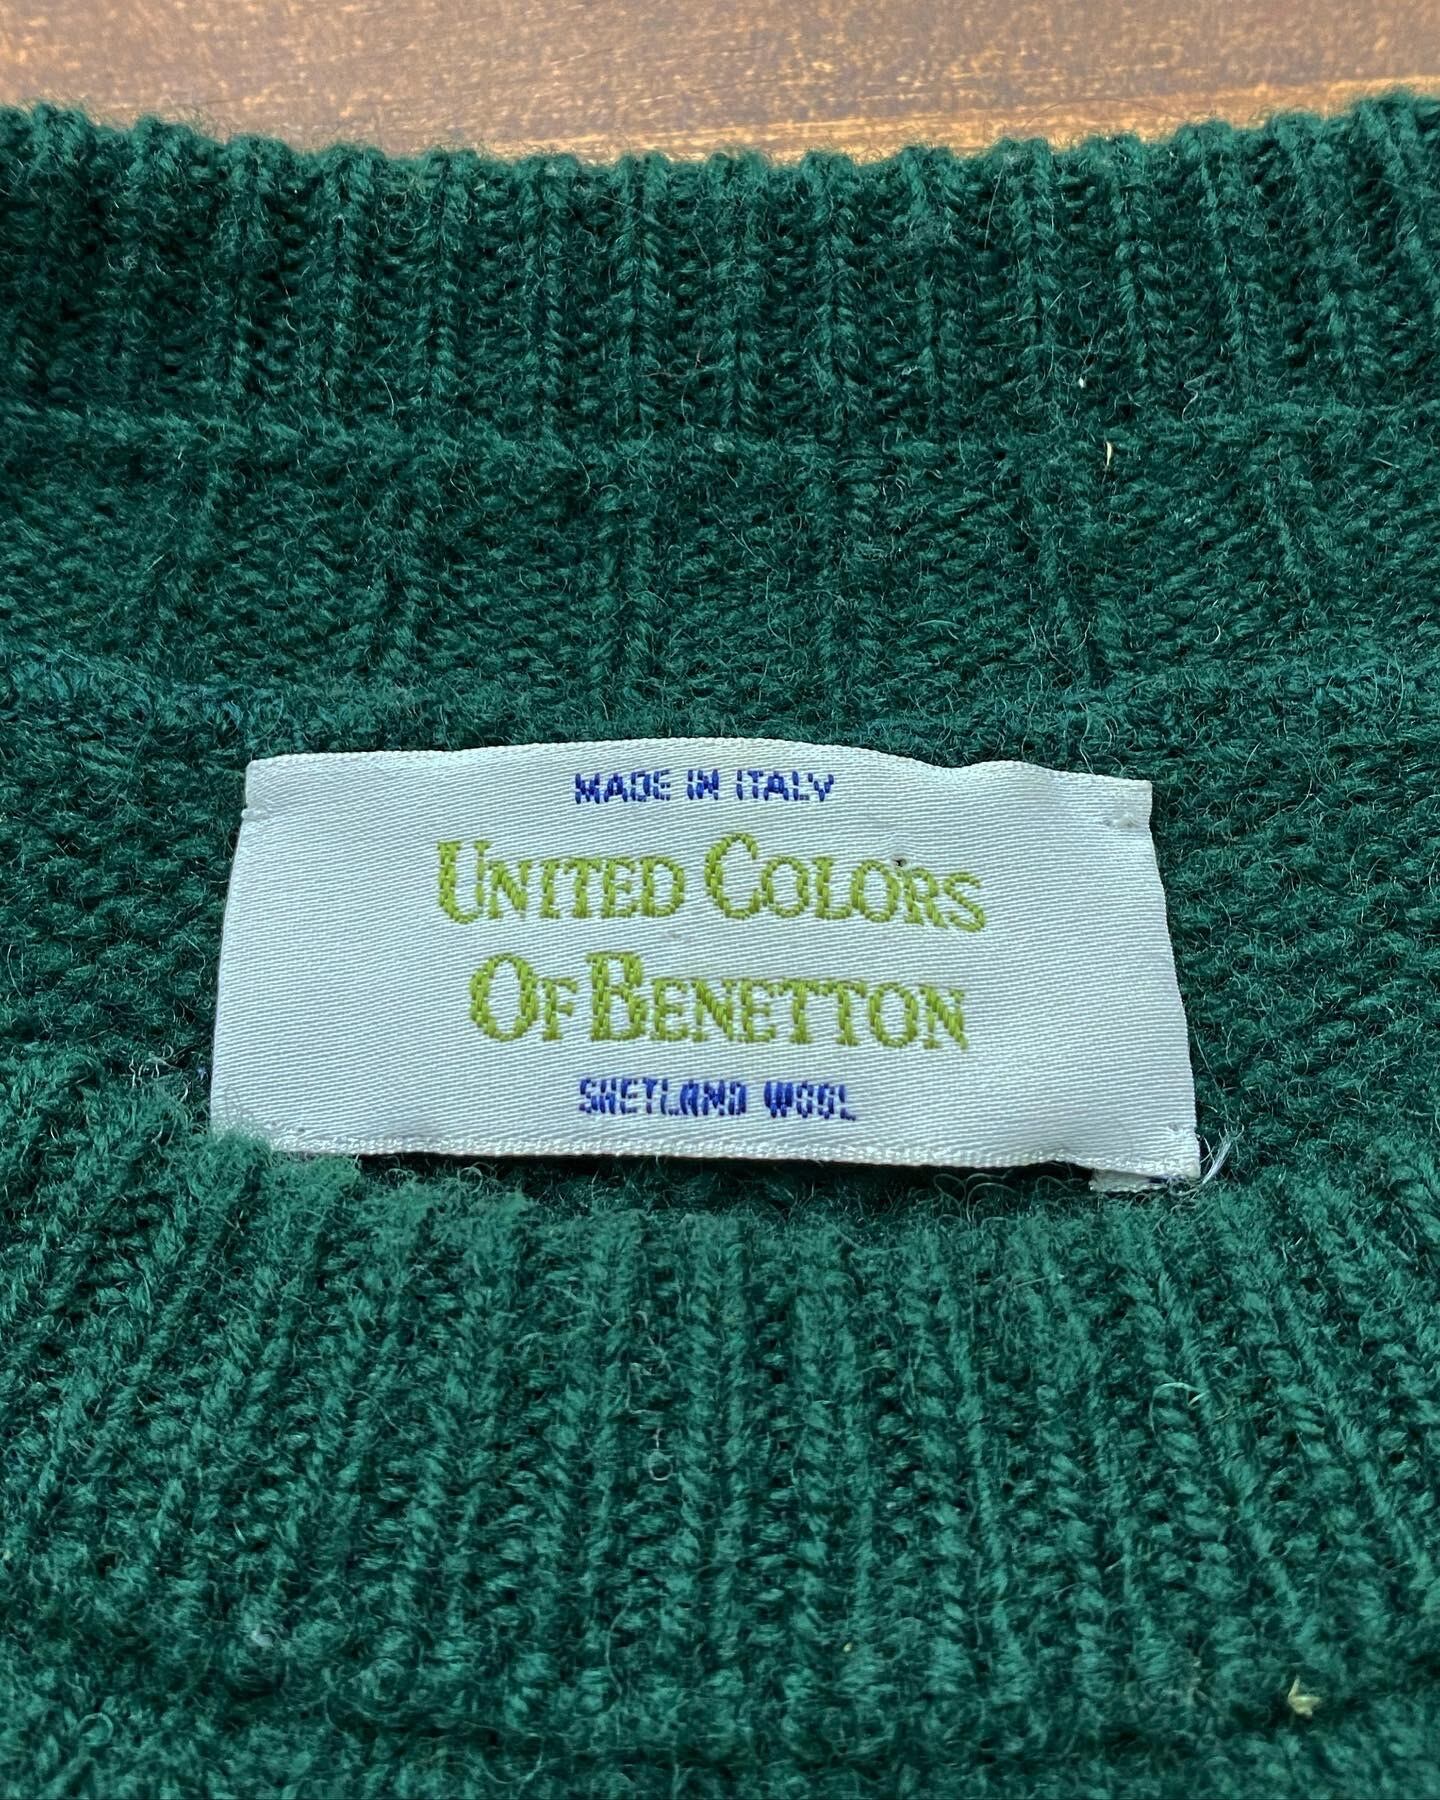 MADE IN ITALY
UNITED COLORS
OF BENETTON
SHETLAND WOOL